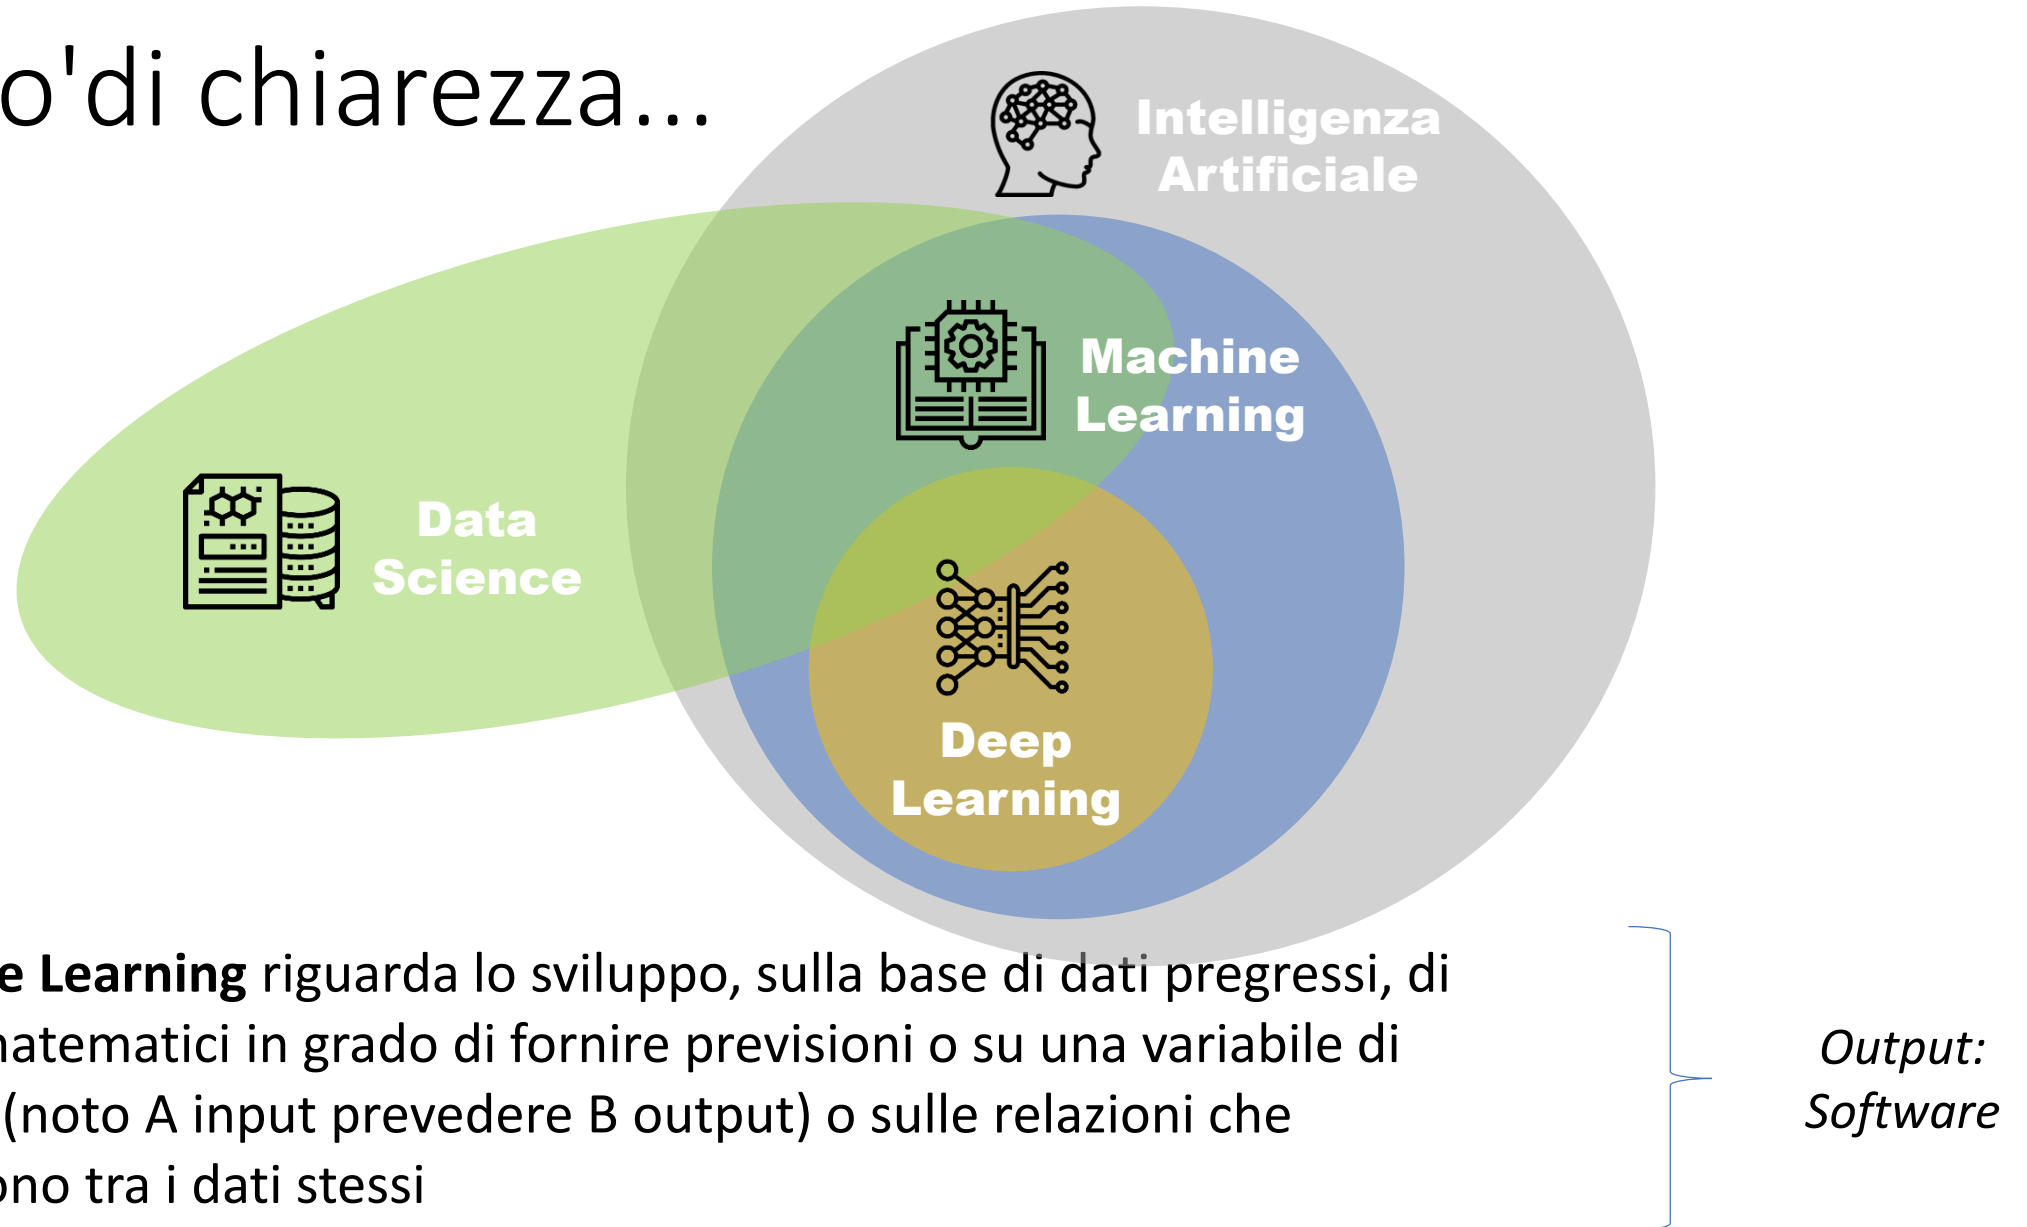 o'di chiarezza...
Intelligenza
Artificiale
Machine
Learning
Data
Science
Deep
Learning
e Learning riguarda lo sviluppo, sulla base di dati pregressi, di
natematici in grado di fornire previsioni o su una variabile di
(noto A input prevedere B output) o sulle relazioni che
ono tra i dati stessi
Output:
Software